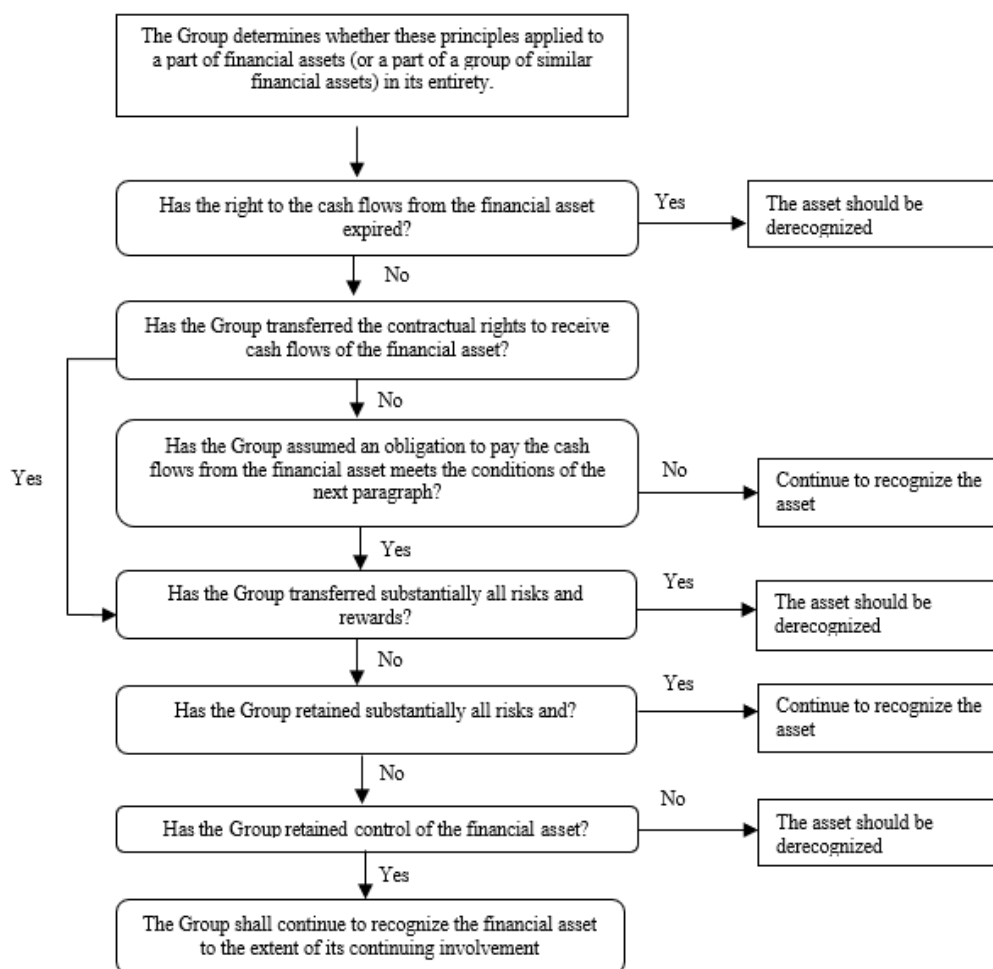 The Group determines whether these principles applied to
a part of financial assets (or a part of a group of similar
financial assets) in its entirety.
Has the right to the cash flows from the financial asset
expired?
Yes
The asset should be
derecognized
No
Has the Group transferred the contractual rights to receive
cash flows of the financial asset?
No
Yes
Has the Group assumed an obligation to pay the cash
flows from the financial asset meets the conditions of the
next paragraph?
No
Continue to recognize the
asset
Yes
Has the Group transferred substantially all risks and
rewards?
Yes
The asset should be
derecognized
No
Has the Group retained substantially all risks and?
Yes
Continue to recognize the
asset
No
Has the Group retained control of the financial asset?
No
The asset should be
derecognized
Yes
The Group shall continue to recognize the financial asset
to the extent of its continuing involvement